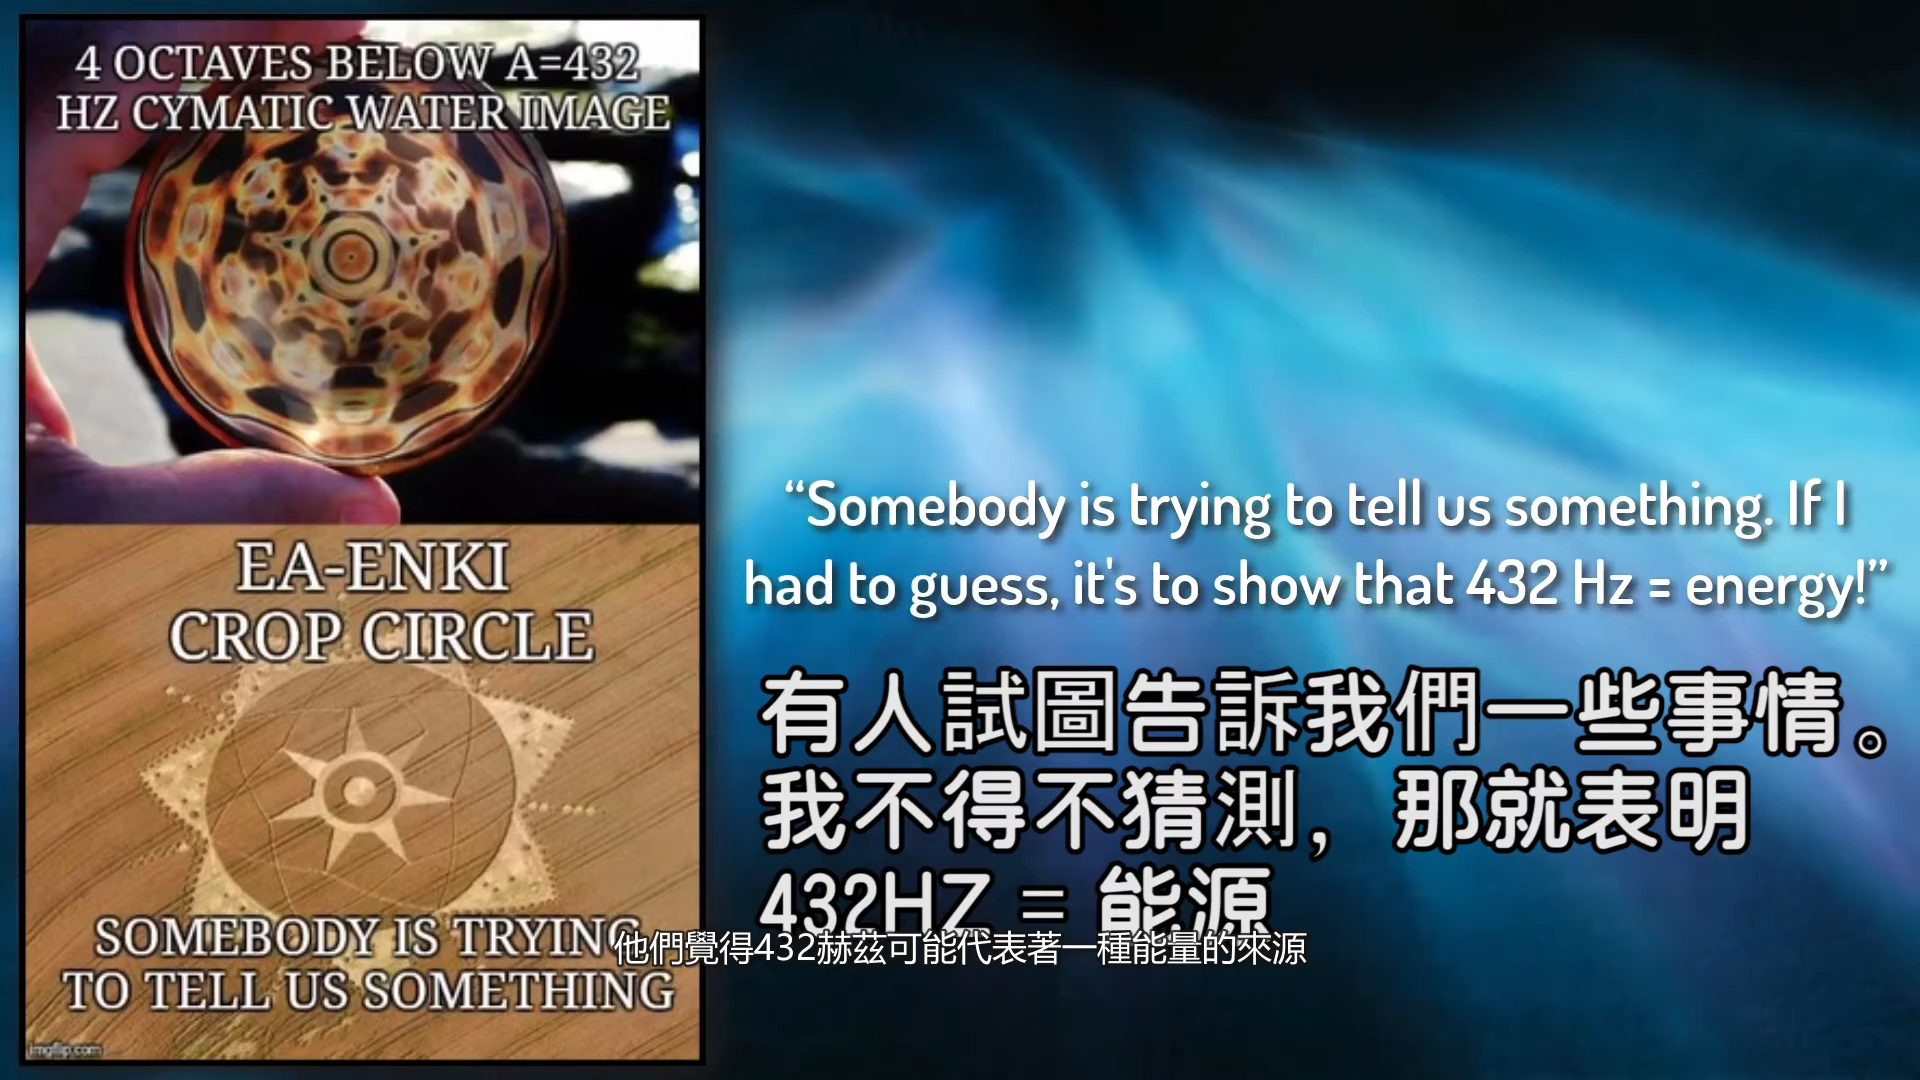 4 OCTAVES BELOW A=432
HZ CYMATIC WATER IMAGE
EA-ENKI
CROP CIRCLE
SOMEBODY IS TRYING
TO TELL US SOMETHING
imgflip.com
“Somebody is trying to tell us something. If I
had to guess, it's to show that 432 Hz = energy!”
有人試圖告訴我們一些事情。
我不得不猜測，那就表明
432HZ = 能源
他們覺得432赫茲可能代表著一種能量的來源